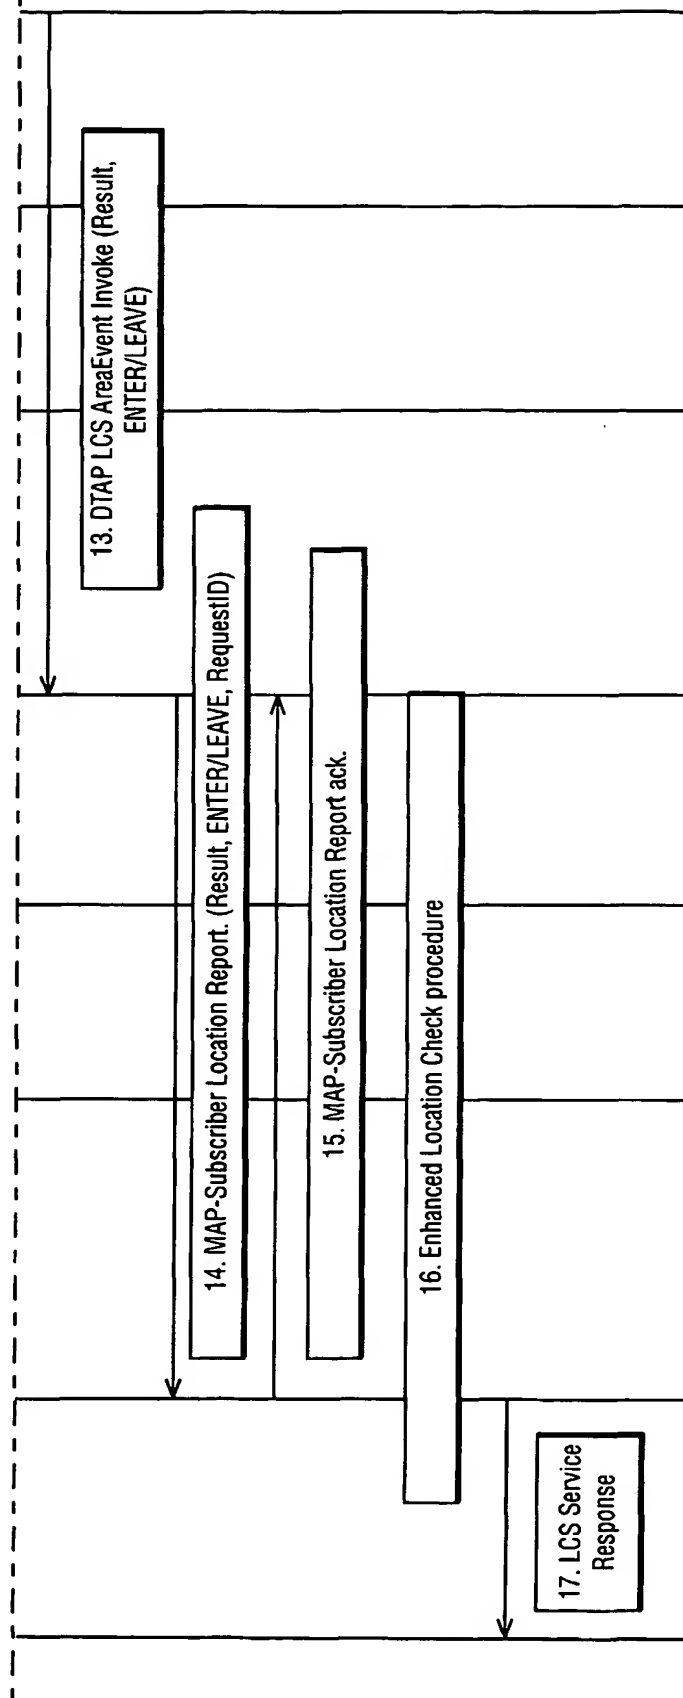 13. DTAP LCS AreaEvent Invoke (Result,
ENTER/LEAVE)
14. MAP-Subscriber Location Report. (Result, ENTER/LEAVE, RequestID)
15. MAP-Subscriber Location Report ack.
16. Enhanced Location Check procedure
17. LCS Service
Response